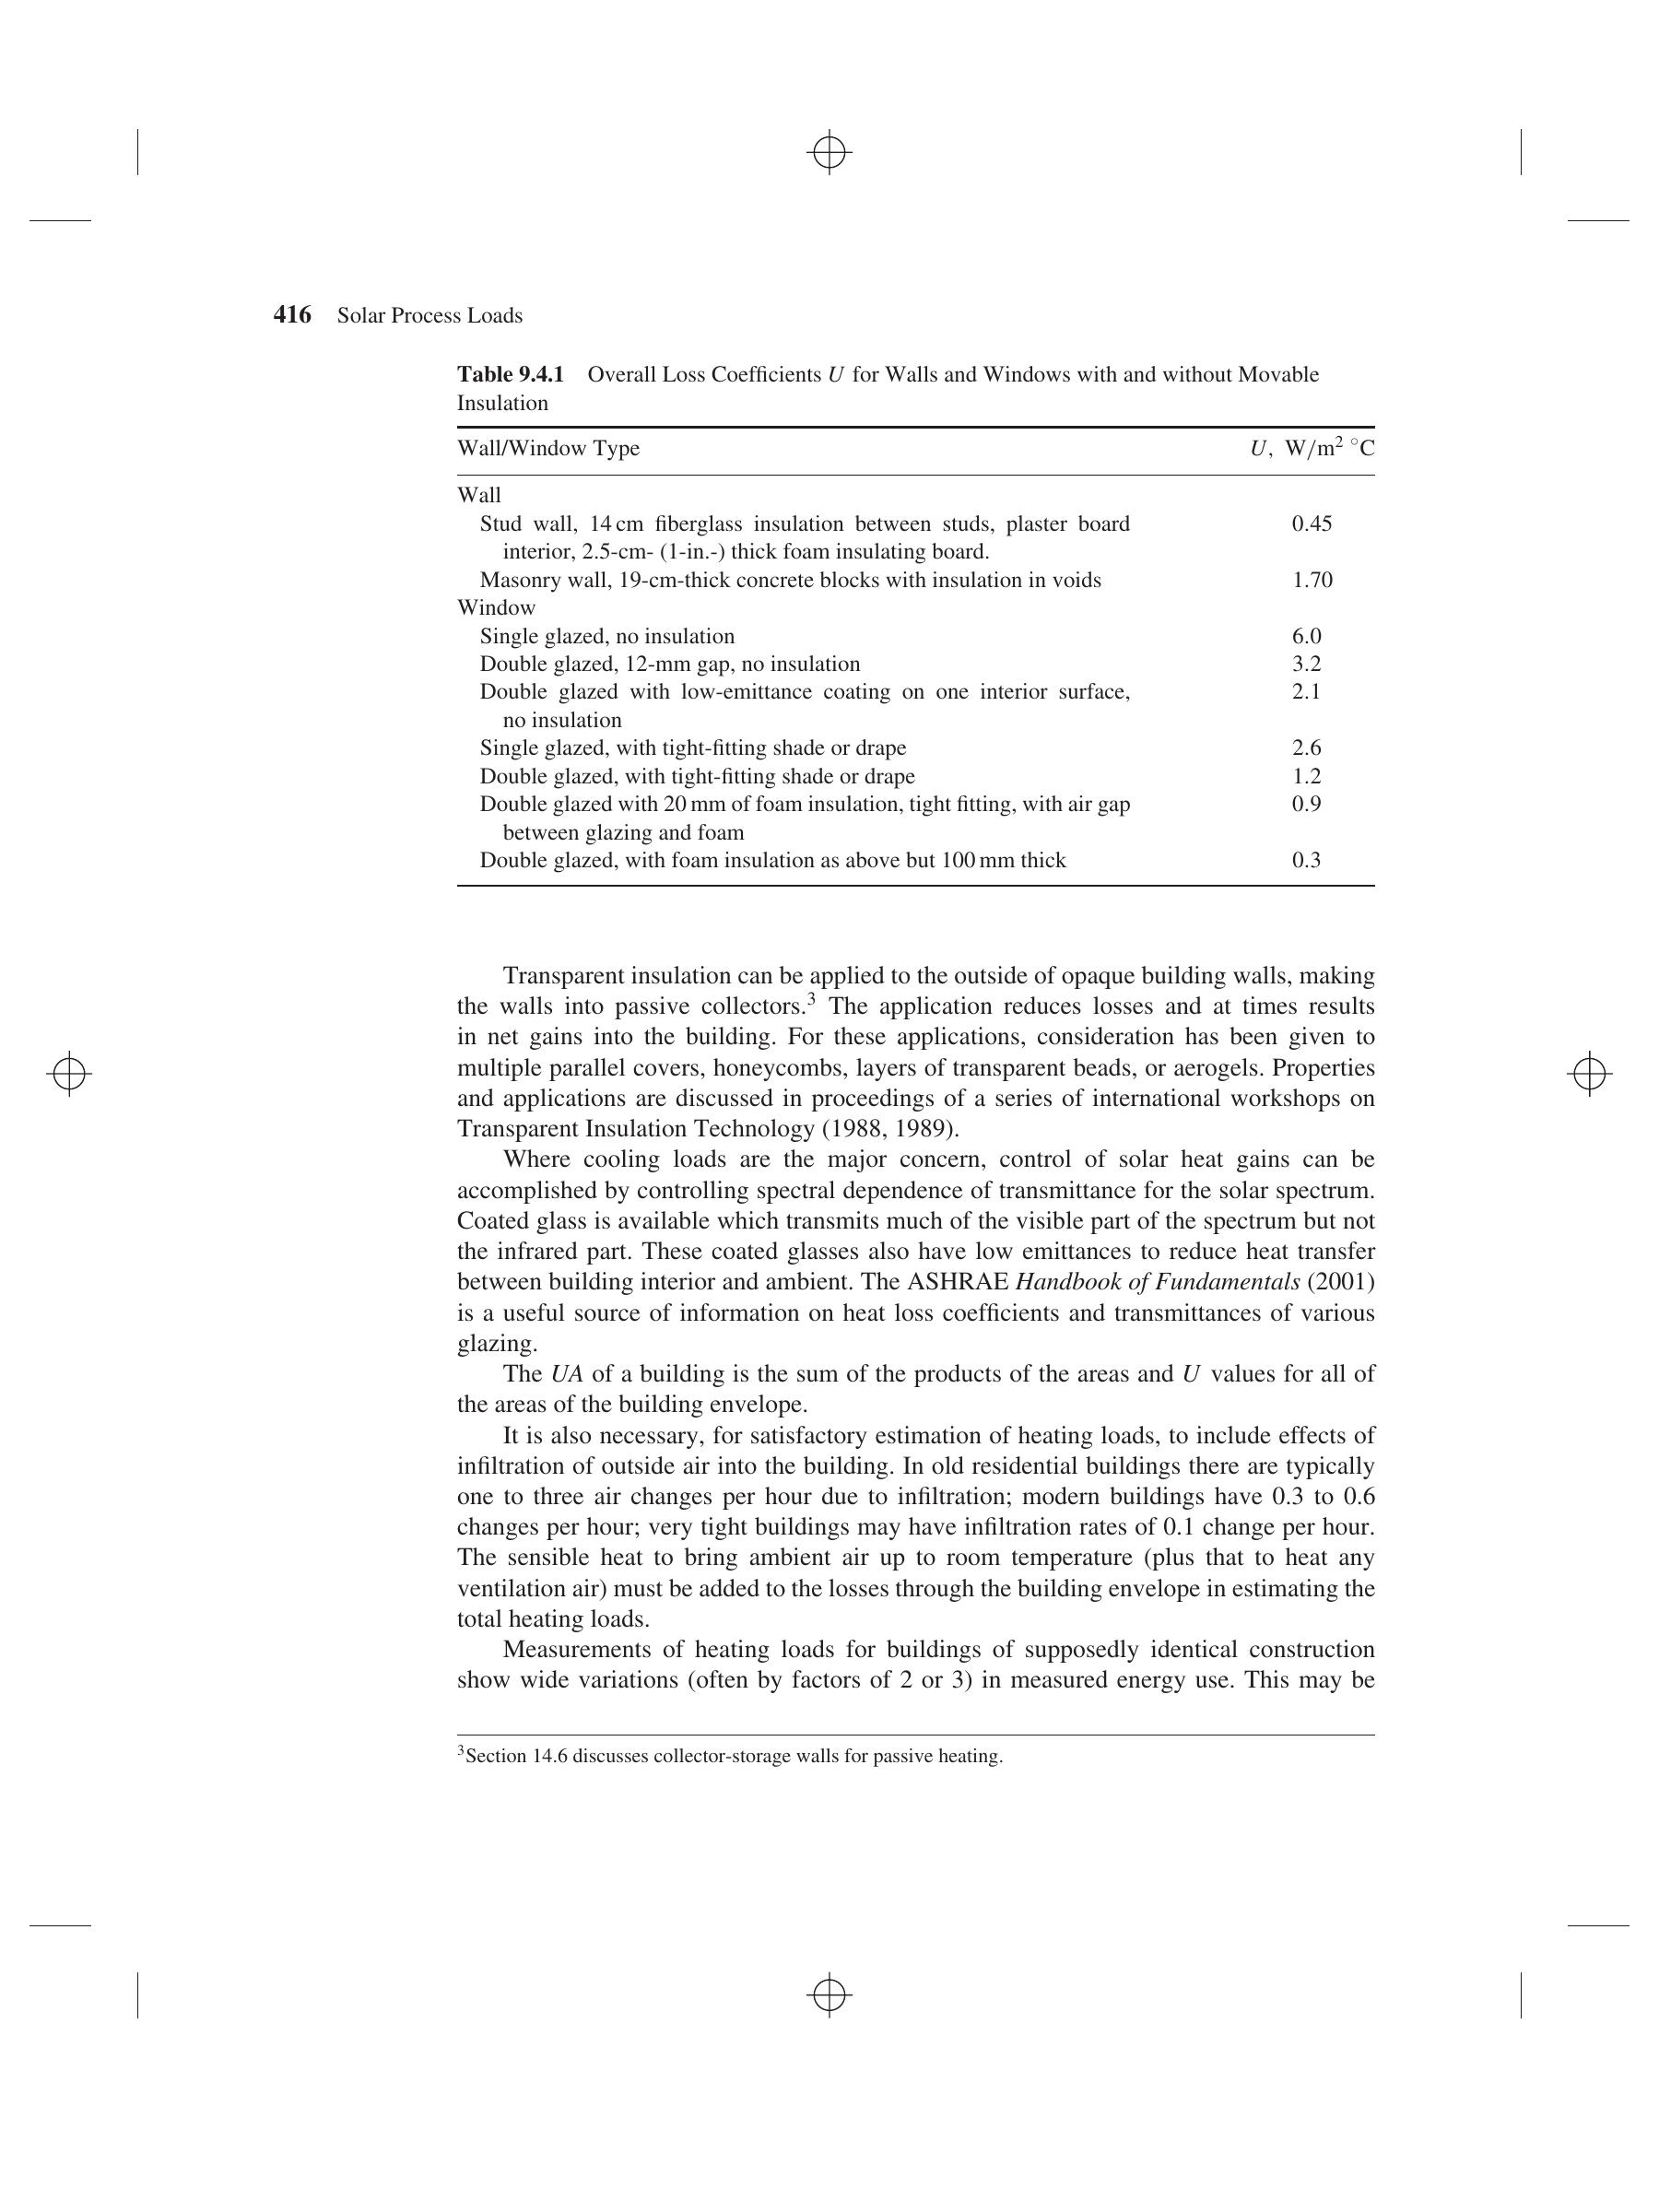 416 Solar Process Loads
Table 9.4.1 Overall Loss Coefficients U for Walls and Windows with and without Movable
Insulation
Wall/Window Type U, W/m² °C
Wall
Stud wall, 14 cm fiberglass insulation between studs, plaster board 0.45
interior, 2.5-cm- (1-in.-) thick foam insulating board.
Masonry wall, 19-cm-thick concrete blocks with insulation in voids 1.70
Window
Single glazed, no insulation 6.0
Double glazed, 12-mm gap, no insulation 3.2
Double glazed with low-emittance coating on one interior surface, 2.1
no insulation
Single glazed, with tight-fitting shade or drape 2.6
Double glazed, with tight-fitting shade or drape 1.2
Double glazed with 20 mm of foam insulation, tight fitting, with air gap 0.9
between glazing and foam
Double glazed, with foam insulation as above but 100 mm thick 0.3
Transparent insulation can be applied to the outside of opaque building walls, making
the walls into passive collectors.³ The application reduces losses and at times results
in net gains into the building. For these applications, consideration has been given to
multiple parallel covers, honeycombs, layers of transparent beads, or aerogels. Properties
and applications are discussed in proceedings of a series of international workshops on
Transparent Insulation Technology (1988, 1989).
Where cooling loads are the major concern, control of solar heat gains can be
accomplished by controlling spectral dependence of transmittance for the solar spectrum.
Coated glass is available which transmits much of the visible part of the spectrum but not
the infrared part. These coated glasses also have low emittances to reduce heat transfer
between building interior and ambient. The ASHRAE Handbook of Fundamentals (2001)
is a useful source of information on heat loss coefficients and transmittances of various
glazing.
The UA of a building is the sum of the products of the areas and U values for all of
the areas of the building envelope.
It is also necessary, for satisfactory estimation of heating loads, to include effects of
infiltration of outside air into the building. In old residential buildings there are typically
one to three air changes per hour due to infiltration; modern buildings have 0.3 to 0.6
changes per hour; very tight buildings may have infiltration rates of 0.1 change per hour.
The sensible heat to bring ambient air up to room temperature (plus that to heat any
ventilation air) must be added to the losses through the building envelope in estimating the
total heating loads.
Measurements of heating loads for buildings of supposedly identical construction
show wide variations (often by factors of 2 or 3) in measured energy use. This may be
³Section 14.6 discusses collector-storage walls for passive heating.